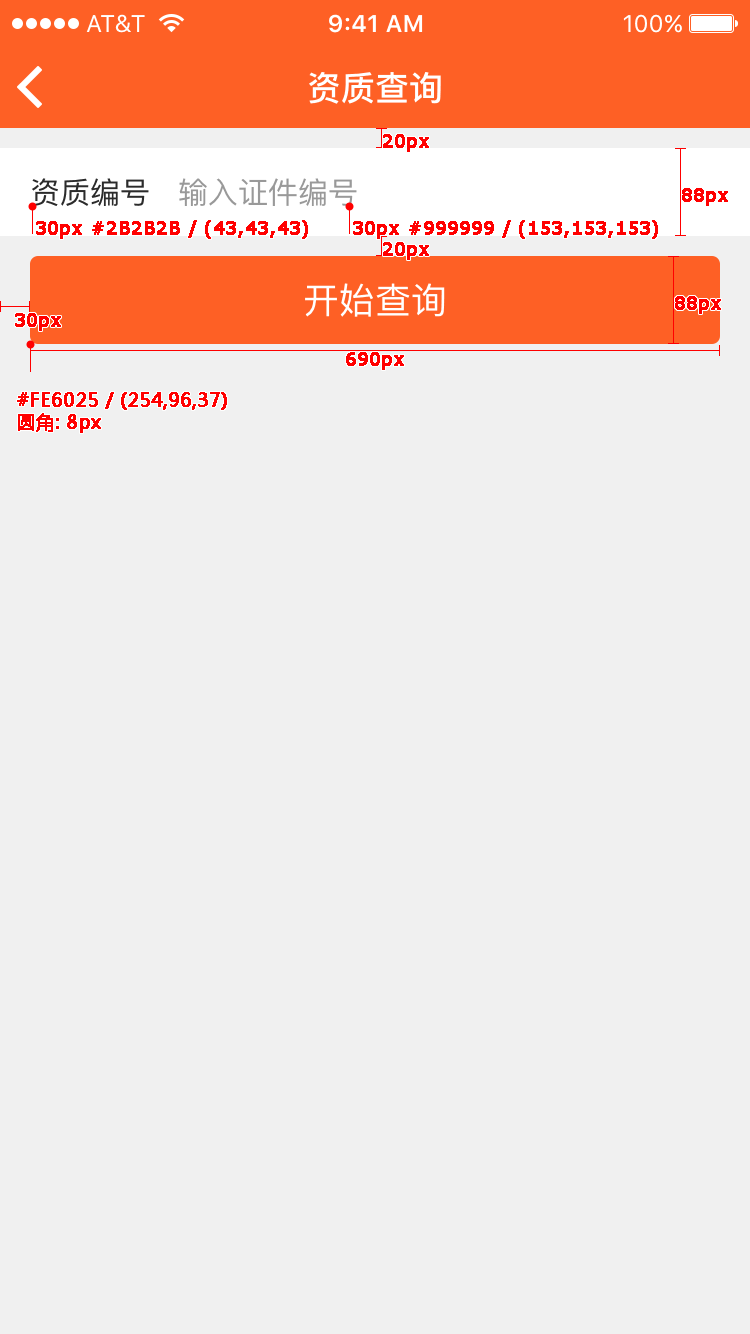 AT&T 9:41 AM 100%
资质查询
20px
资质编号 输入证件编号
88px
30px #2B2B2B / (43,43,43) 30px #999999 / (153,153,153)
20px
开始查询
88px
30px
690px
#FE6025 / (254,96,37)
圆角: 8px